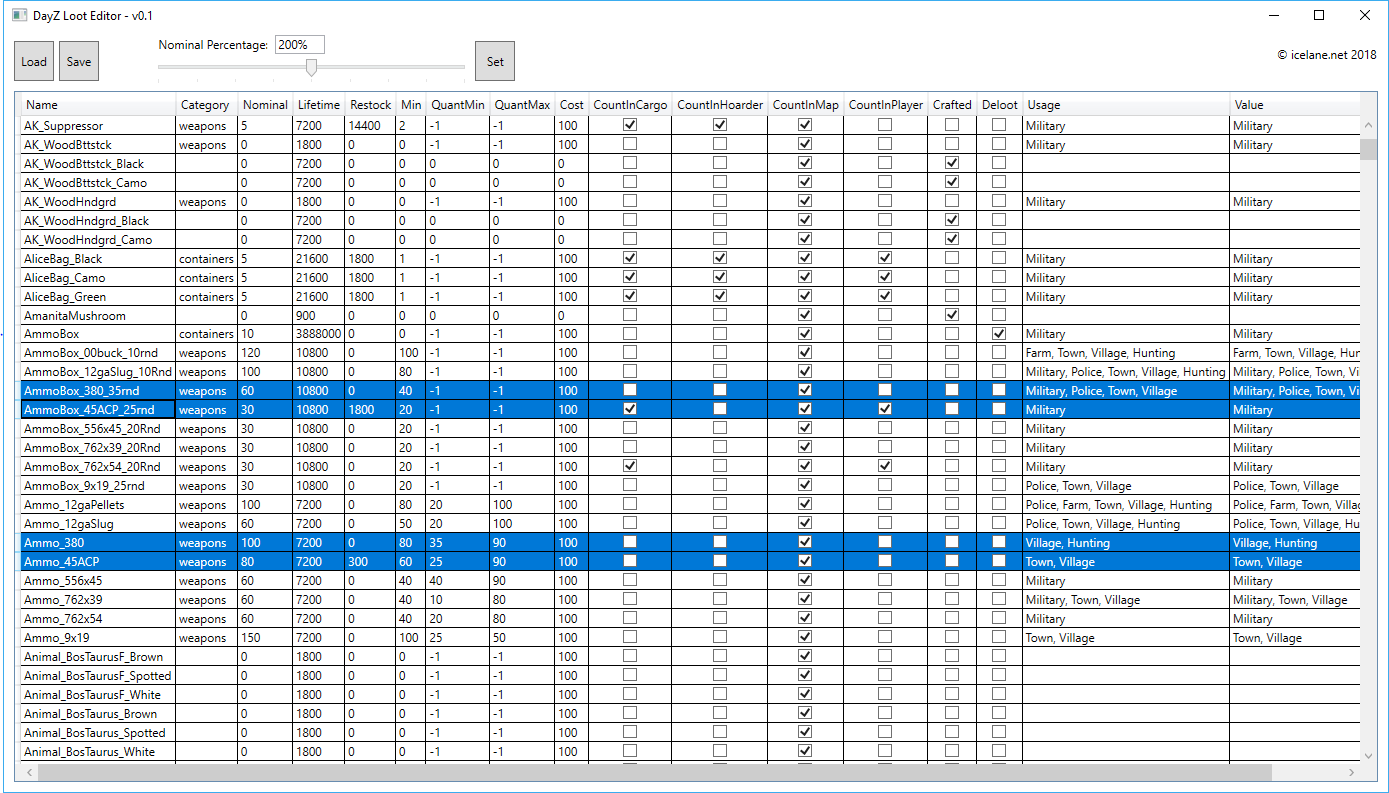 DayZ Loot Editor - v0.1
Load Save Nominal Percentage: 200% Set © icelane.net 2018
Name Category Nominal Lifetime Restock Min QuantMin QuantMax Cost CountInCargo CountInHoarder CountInMap CountInPlayer Crafted Deloot Usage Value
AK_Suppressor weapons 5 7200 14400 2 -1 -1 100 Military Military
AK_WoodBttstck weapons 0 1800 0 0 -1 -1 100 Military Military
AK_WoodBttstck_Black 0 7200 0 0 0 0 0
AK_WoodBttstck_Camo 0 7200 0 0 0 0 0
AK_WoodHndgrd weapons 0 1800 0 0 -1 -1 100 Military Military
AK_WoodHndgrd_Black 0 7200 0 0 0 0 0
AK_WoodHndgrd_Camo 0 7200 0 0 0 0 0
AliceBag_Black containers 5 21600 1800 1 -1 -1 100 Military Military
AliceBag_Camo containers 5 21600 1800 1 -1 -1 100 Military Military
AliceBag_Green containers 5 21600 1800 1 -1 -1 100 Military Military
AmanitaMushroom 0 900 0 0 0 0 0
AmmoBox containers 10 3888000 0 0 -1 -1 100 Military Military
AmmoBox_00buck_10rnd weapons 120 10800 0 100 -1 -1 100 Farm, Town, Village, Hunting Farm, Town, Village, Hur
AmmoBox_12gaSlug_10Rnd weapons 100 10800 0 80 -1 -1 100 Military, Police, Town, Village, Hunting Military, Police, Town, Vi
AmmoBox_380_35rnd weapons 60 10800 0 40 -1 -1 100 Military, Police, Town, Village Military, Police, Town, Vi
AmmoBox_45ACP_25rnd weapons 30 10800 1800 20 -1 -1 100 Military Military
AmmoBox_556x45_20Rnd weapons 30 10800 0 20 -1 -1 100 Military Military
AmmoBox_762x39_20Rnd weapons 30 10800 0 20 -1 -1 100 Military Military
AmmoBox_762x54_20Rnd weapons 30 10800 0 20 -1 -1 100 Military Military
AmmoBox_9x19_25rnd weapons 30 10800 0 20 -1 -1 100 Police, Town, Village Police, Town, Village
Ammo_12gaPellets weapons 100 7200 0 80 20 100 100 Police, Farm, Town, Village, Hunting Police, Farm, Town, Villag
Ammo_12gaSlug weapons 60 7200 0 50 20 100 100 Police, Town, Village, Hunting Police, Town, Village, Hu
Ammo_380 weapons 100 7200 0 80 35 90 100 Village, Hunting Village, Hunting
Ammo_45ACP weapons 80 7200 300 60 25 90 100 Town, Village Town, Village
Ammo_556x45 weapons 60 7200 0 40 40 90 100 Military Military
Ammo_762x39 weapons 60 7200 0 40 10 80 100 Military, Town, Village Military, Town, Village
Ammo_762x54 weapons 60 7200 0 40 20 80 100 Military Military
Ammo_9x19 weapons 150 7200 0 100 25 50 100 Town, Village Town, Village
Animal_BosTaurusF_Brown 0 1800 0 0 -1 -1 100
Animal_BosTaurusF_Spotted 0 1800 0 0 -1 -1 100
Animal_BosTaurusF_White 0 1800 0 0 -1 -1 100
Animal_BosTaurus_Brown 0 1800 0 0 -1 -1 100
Animal_BosTaurus_Spotted 0 1800 0 0 -1 -1 100
Animal_BosTaurus_White 0 1800 0 0 -1 -1 100